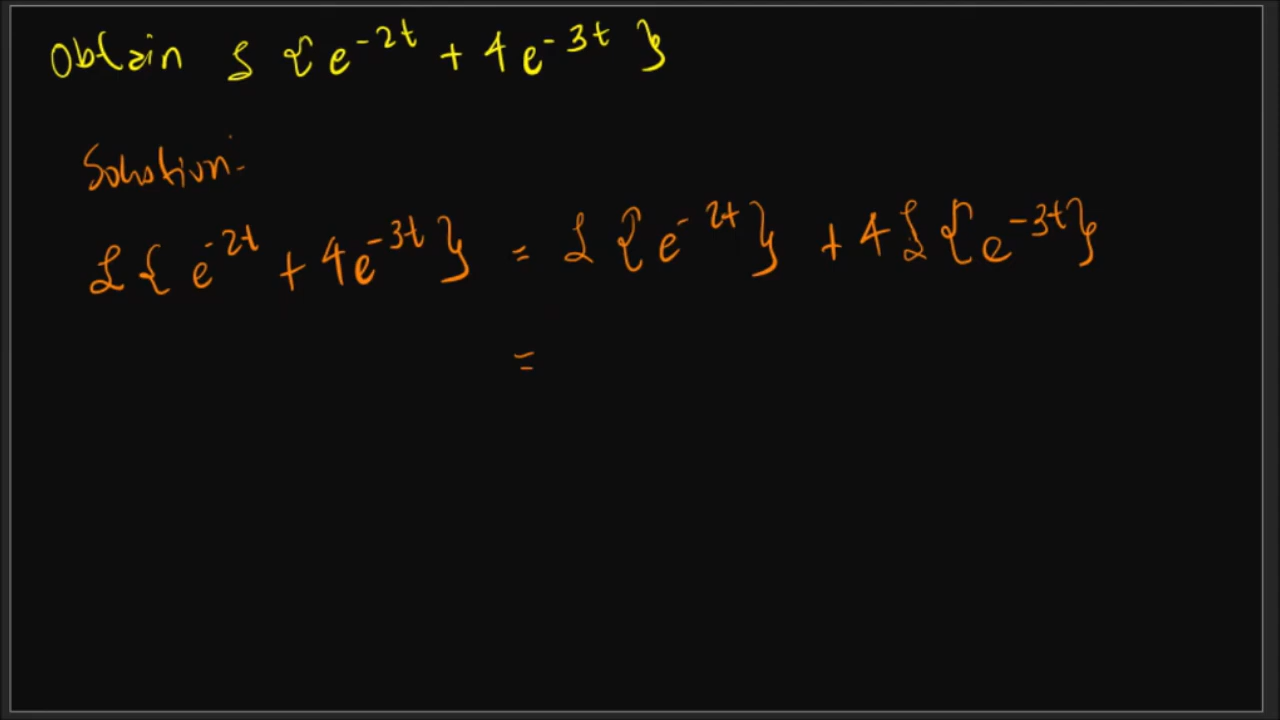 Obtain ℒ{e^{-2t} + 4e^{-3t}}
Solution:
ℒ{e^{-2t} + 4e^{-3t}} = ℒ{e^{-2t}} + 4ℒ{e^{-3t}}
=